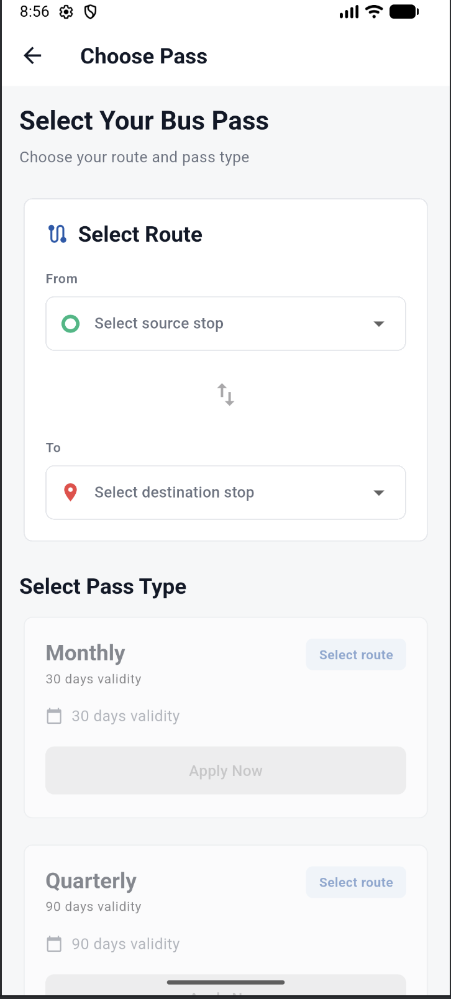 8:56
Choose Pass
Select Your Bus Pass
Choose your route and pass type
Select Route
From
Select source stop
To
Select destination stop
Select Pass Type
Monthly
Select route
30 days validity
30 days validity
Apply Now
Quarterly
Select route
90 days validity
90 days validity